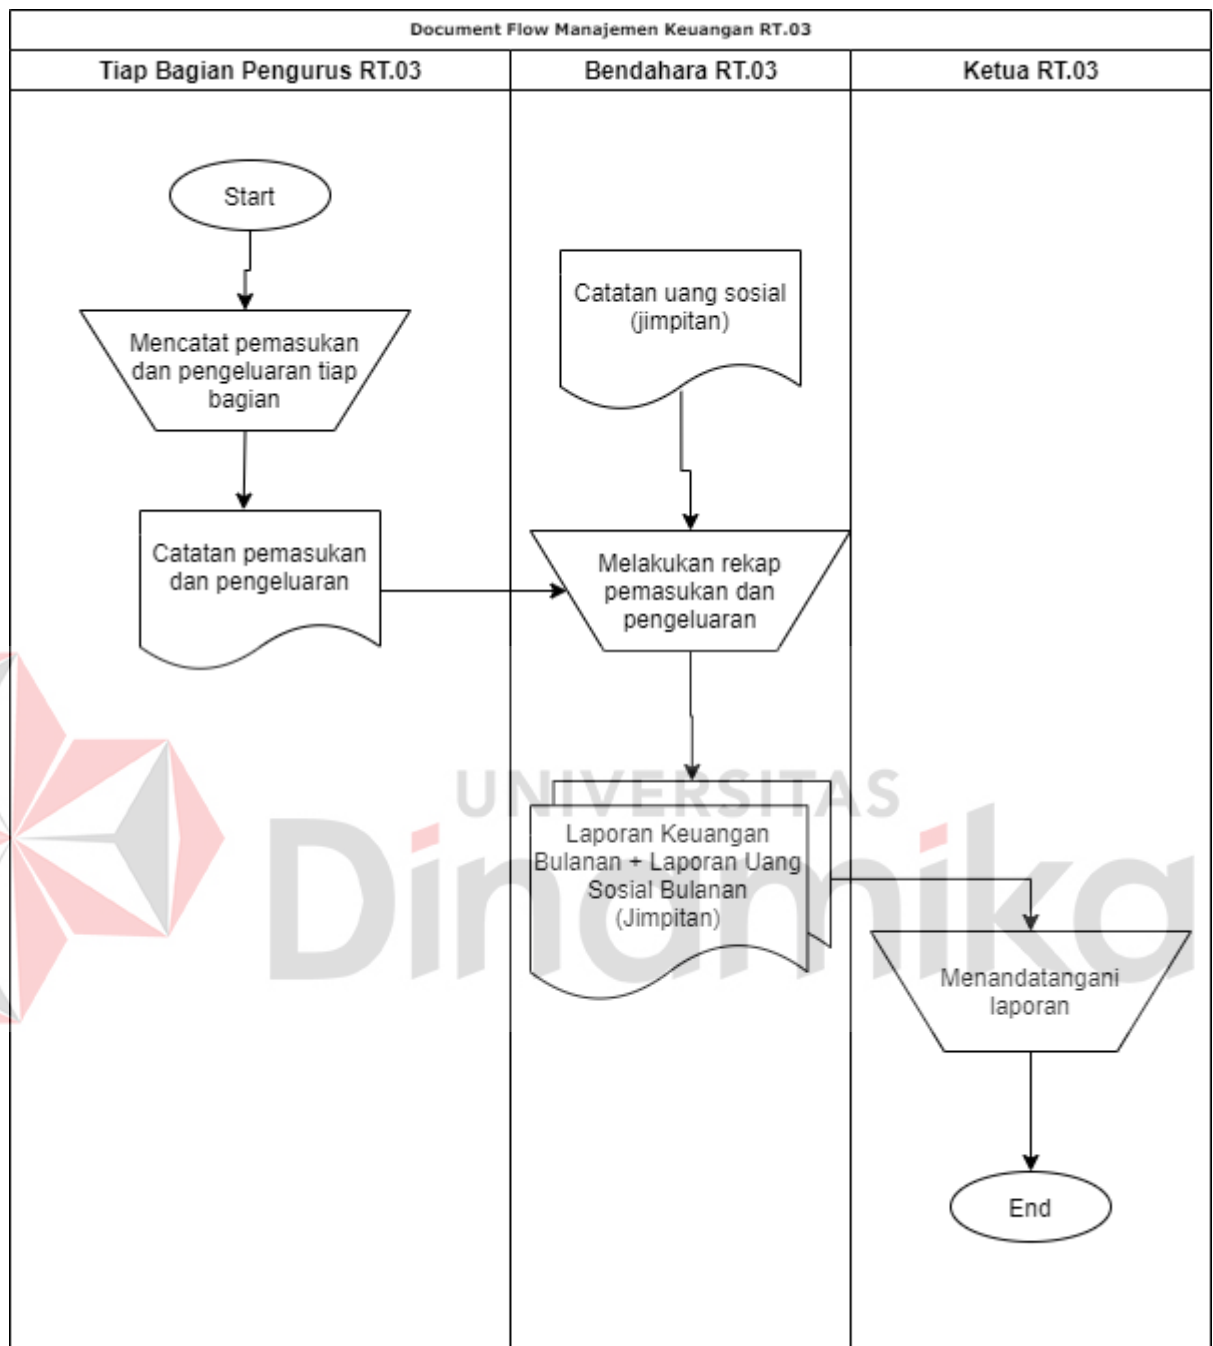 Document Flow Manajemen Keuangan RT.03
Tiap Bagian Pengurus RT.03
Bendahara RT.03
Ketua RT.03
Start
Mencatat pemasukan
dan pengeluaran tiap
bagian
Catatan pemasukan
dan pengeluaran
Catatan uang sosial
(jimpitan)
Melakukan rekap
pemasukan dan
pengeluaran
Laporan Keuangan
Bulanan + Laporan Uang
Sosial Bulanan
(Jimpitan)
Menandatangani
laporan
End
UNIVERSITAS
Dinamika